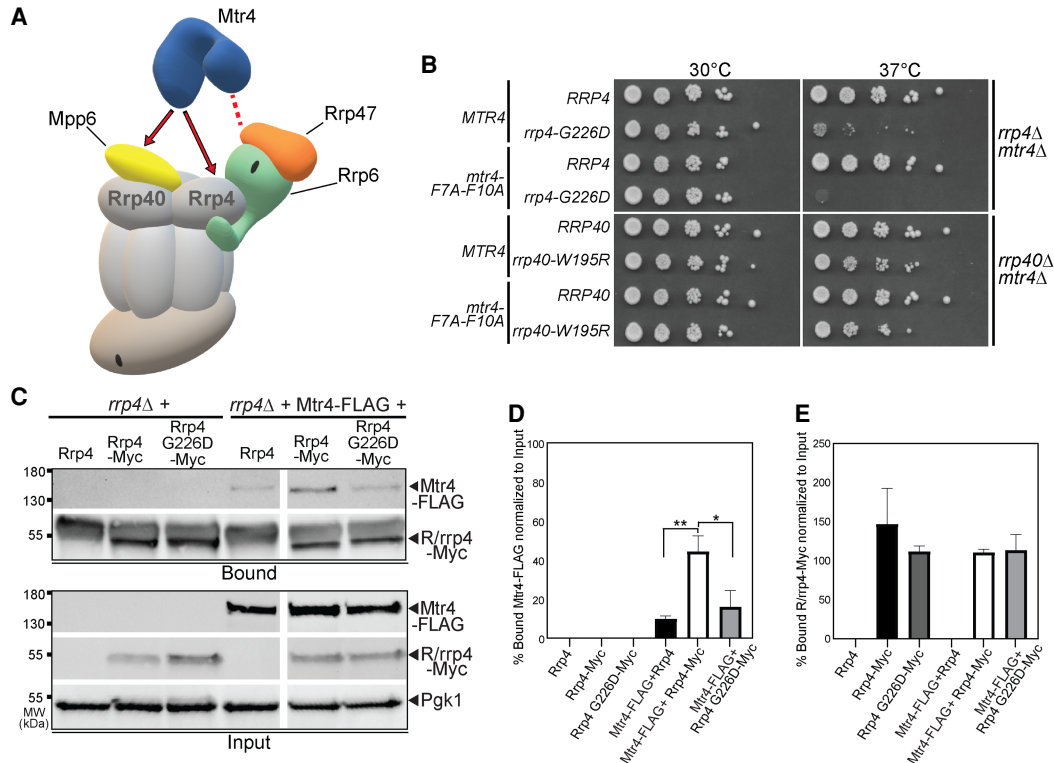 A
Mtr4
Mpp6
Rrp47
Rrp6
Rrp40
Rrp4
B
30°C
37°C
MTR4
RRP4
rrp4-G226D
mtr4-
F7A-F10A
RRP4
rrp4-G226D
rrp4Δ
mtr4Δ
MTR4
RRP40
rrp40-W195R
mtr4-
F7A-F10A
RRP40
rrp40-W195R
rrp40Δ
mtr4Δ
C
rrp4Δ +
rrp4Δ + Mtr4-FLAG +
Rrp4
Rrp4
-Myc
Rrp4
G226D
-Myc
Rrp4
Rrp4
-Myc
Rrp4
G226D
-Myc
180
130
Mtr4
-FLAG
55
R/rrp4
-Myc
Bound
180
130
Mtr4
-FLAG
55
R/rrp4
-Myc
55
Pgk1
MW
(kDa)
Input
D
% Bound Mtr4-FLAG normalized to Input
100
80
60
40
20
0
**
*
Rrp4
Rrp4-Myc
Rrp4 G226D-Myc
Mtr4-FLAG+Rrp4
Mtr4-FLAG+ Rrp4-Myc
Mtr4-FLAG+
Rrp4 G226D-Myc
E
% Bound R/rrp4-Myc normalized to Input
250
200
150
100
50
0
Rrp4
Rrp4-Myc
Rrp4 G226D-Myc
Mtr4-FLAG+Rrp4
Mtr4-FLAG+ Rrp4-Myc
Mtr4-FLAG+
Rrp4 G226D-Myc